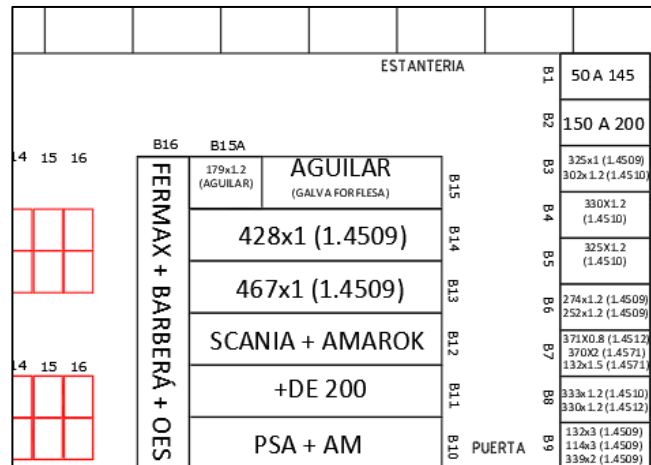 ESTANTERIA
B1 50 A 145
B2 150 A 200
B16 B15A
14 15 16
179x1.2
(AGUILAR)
AGUILAR
(GALVA FORFLESA)
B15
B3 325x1 (1.4509)
302x1.2 (1.4510)
FERMAX + BARBERÁ + OES
428x1 (1.4509) B14
B4 330X1.2
(1.4510)
467x1 (1.4509) B13
B5 325X1.2
(1.4510)
B6 274x1.2 (1.4509)
252x1.2 (1.4509)
SCANIA + AMAROK B12
B7 371X0.8 (1.4512)
370X2 (1.4571)
132x1.5 (1.4571)
14 15 16
+DE 200 B11
B8 333x1.2 (1.4510)
330x1.2 (1.4512)
PSA + AM B10 PUERTA
B9 132x3 (1.4509)
114x3 (1.4509)
339x2 (1.4509)